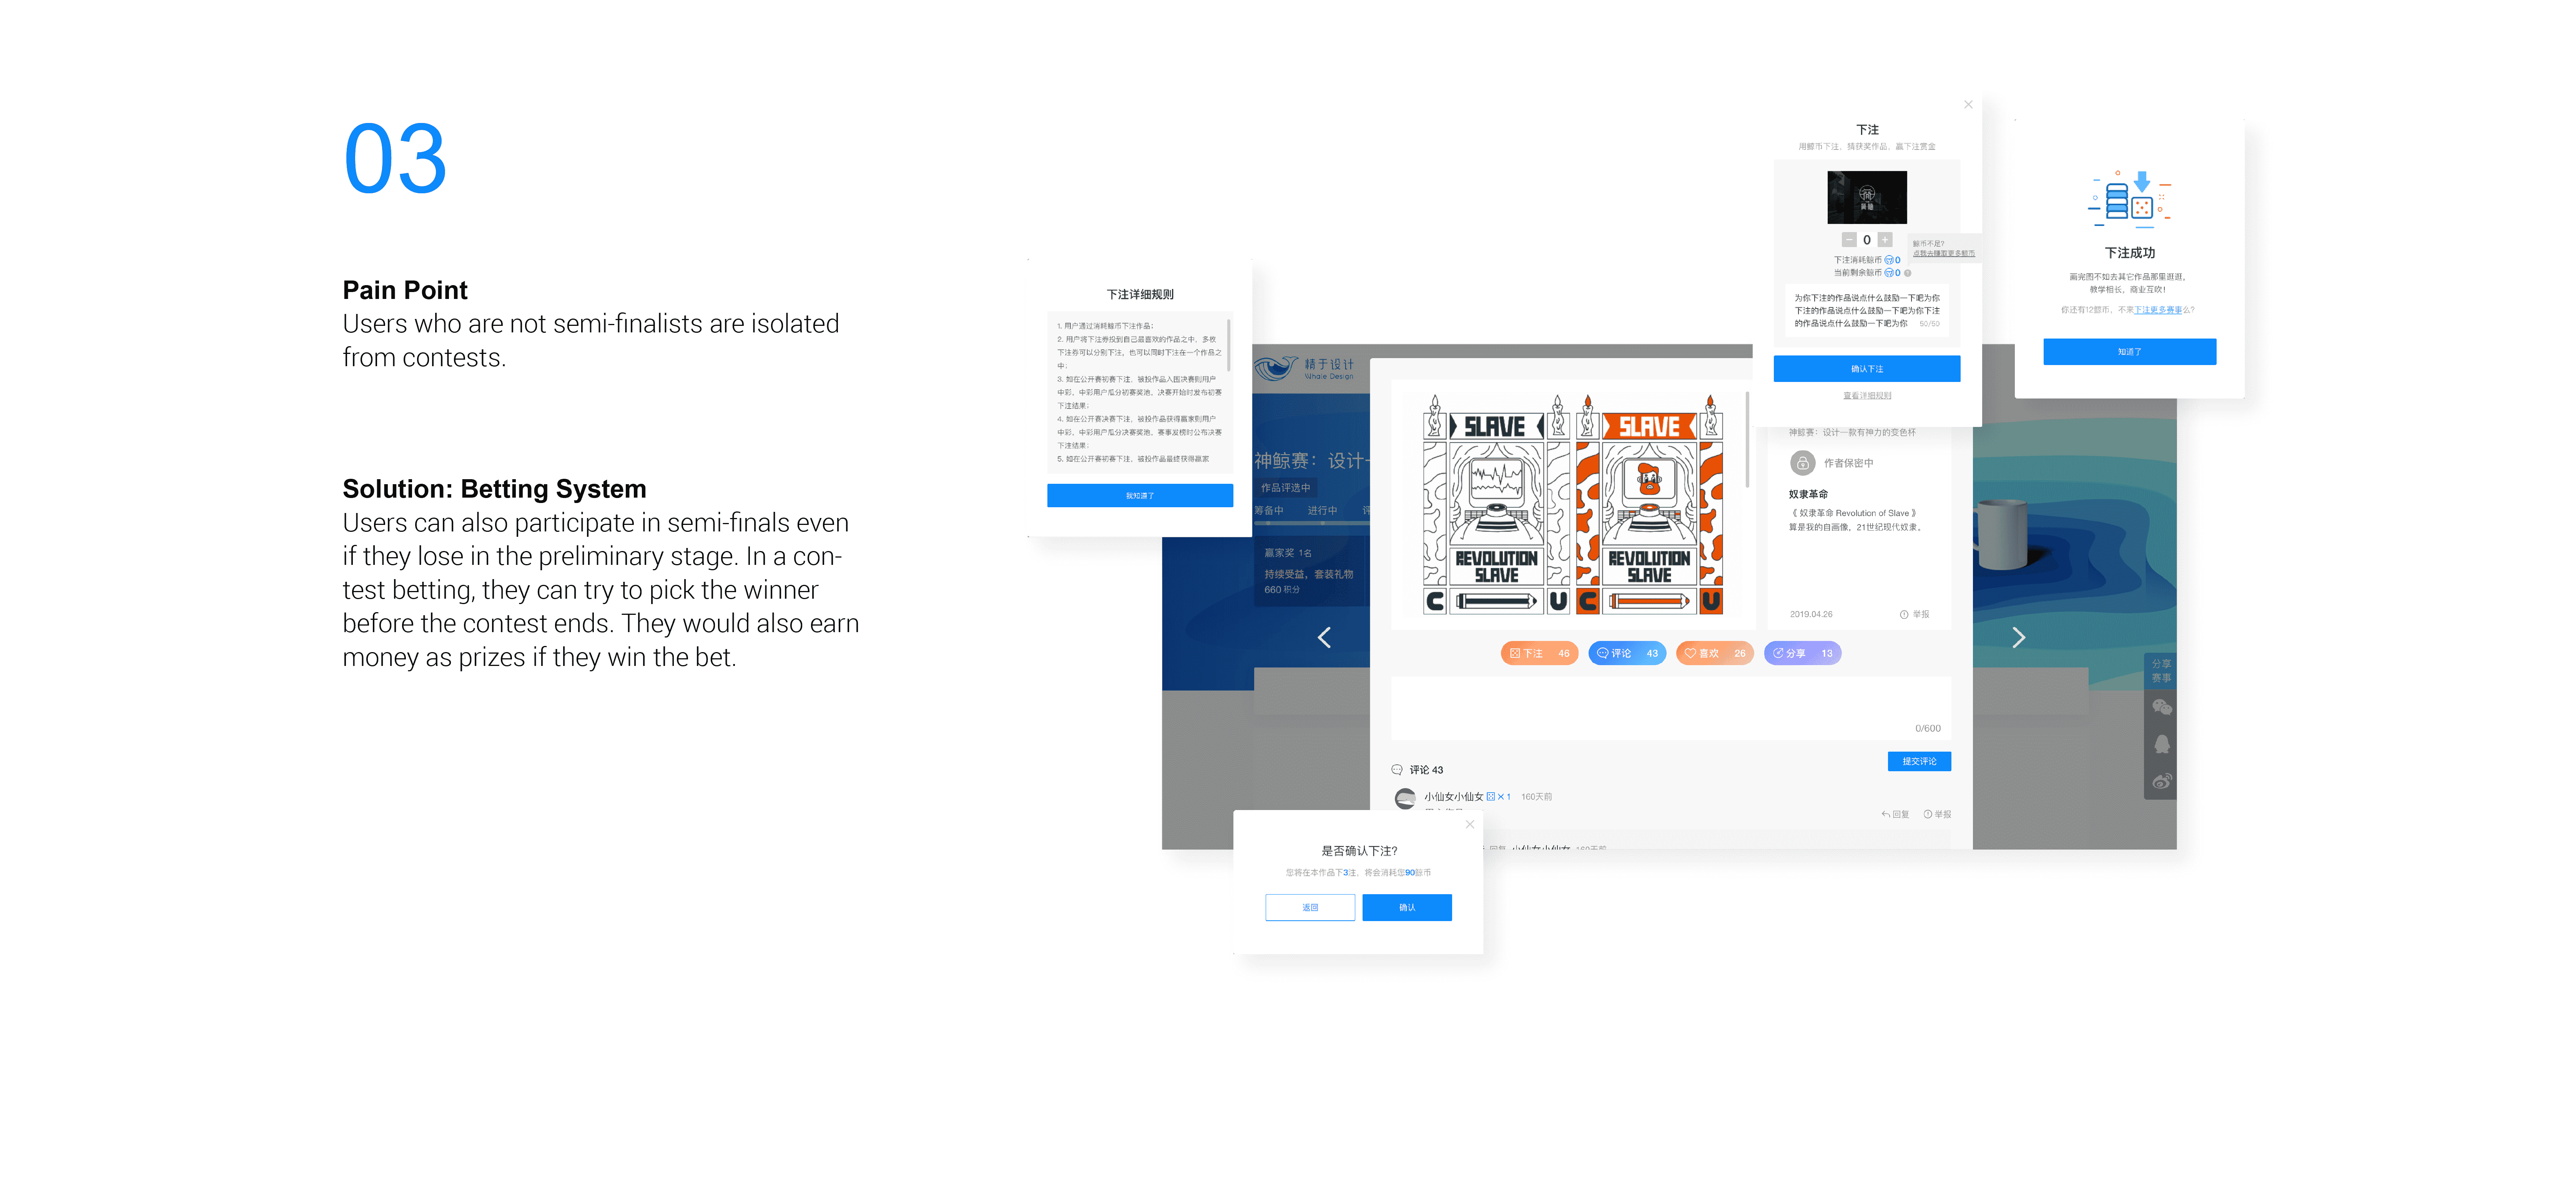 03
Pain Point
Users who are not semi-finalists are isolated
from contests.
Solution: Betting System
Users can also participate in semi-finals even
if they lose in the preliminary stage. In a con-
test betting, they can try to pick the winner
before the contest ends. They would also earn
money as prizes if they win the bet.
下注详细规则
1. 用户通过消耗鲸币下注作品;
2. 用户将下注券投到自己最喜欢的作品之中，多枚
下注券可以分别下注，也可以同时下注在一个作品之
中;
3. 如在公开赛初赛下注，被投作品入围决赛则用户
中彩，中彩用户瓜分初赛奖池，决赛开始时发布初赛
下注结果;
4. 如在公开赛决赛下注，被投作品获得赢家则用户
中彩，中彩用户瓜分决赛奖池，赛事发榜时公布决赛
下注结果;
5. 如在公开赛初赛下注，被投作品最终获得赢家
我知道了
精于设计
Whale Design
神鲸赛：设计一
作品评选中
筹备中 进行中
赢家奖 1名
持续受益，套装礼物
660 积分
SLAVE
REVOLUTION
SLAVE
C U
SLAVE
REVOLUTION
SLAVE
C U
下注
用鲸币下注，猜获奖作品，赢下注赏金
0
鲸币不足?
点我去赚取更多鲸币
下注消耗鲸币 0
当前剩余鲸币 0
为你下注的作品说点什么鼓励一下吧为你
下注的作品说点什么鼓励一下吧为你下注
的作品说点什么鼓励一下吧为你 50/50
确认下注
查看详细规则
神鲸赛：设计一款有神力的变色杯
作者保密中
奴隶革命
《 奴隶革命 Revolution of Slave 》
算是我的自画像，21世纪现代奴隶。
2019.04.26 举报
下注 46
评论 43
喜欢 26
分享 13
0/600
提交评论
评论 43
小仙女小仙女 × 1 160天前
回复 举报
回复 小仙女小仙女 160天前
是否确认下注?
您将在本作品下3注，将会消耗您90鲸币
返回
确认
下注成功
画完图不如去其它作品那里逛逛，
教学相长，商业互吹!
你还有12鲸币，不来下注更多赛事么?
知道了
分享
赛事